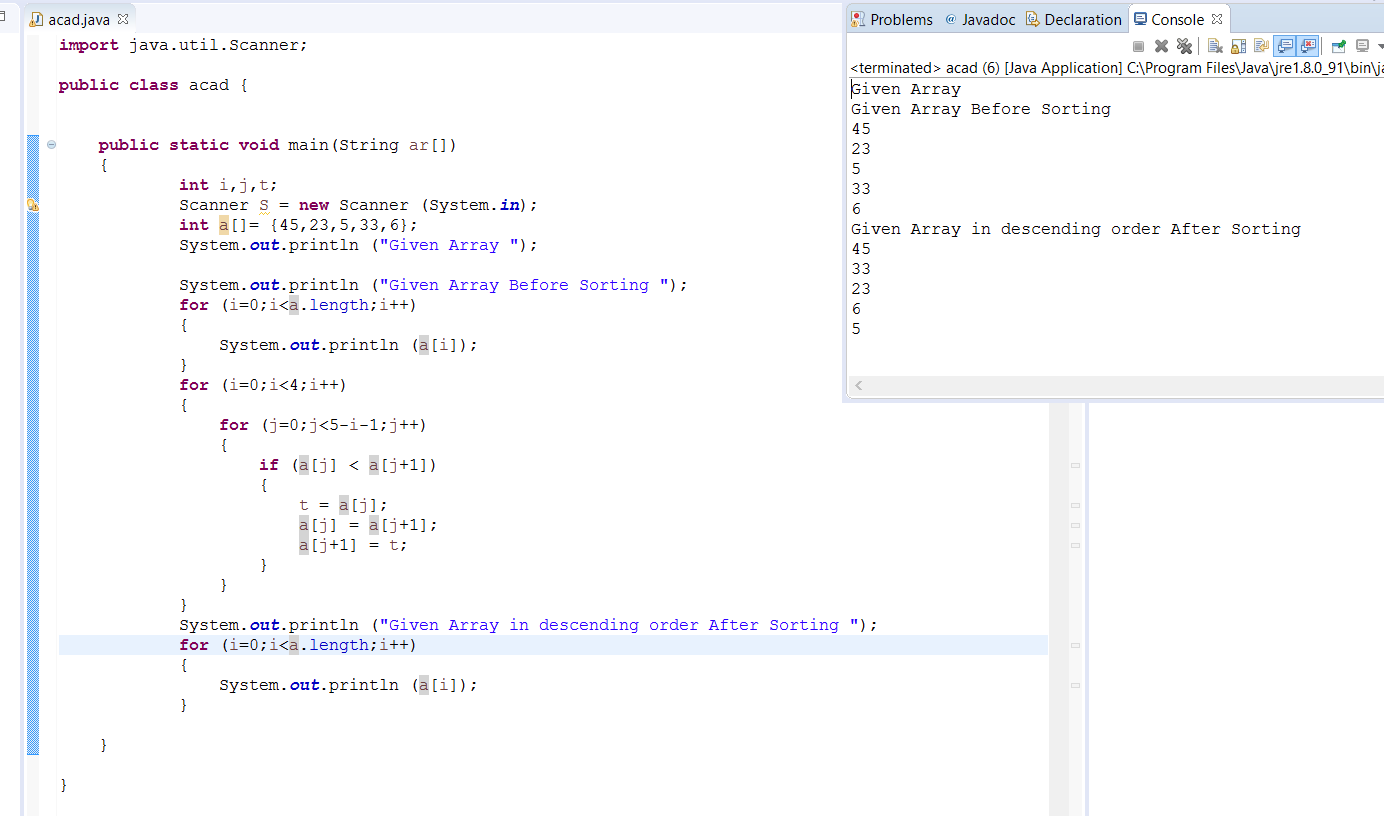 acad.java
import java.util.Scanner;
public class acad {
public static void main(String ar[])
{
int i,j,t;
Scanner S = new Scanner (System.in);
int a[]= {45,23,5,33,6};
System.out.println ("Given Array ");
System.out.println ("Given Array Before Sorting ");
for (i=0;i<a.length;i++)
{
System.out.println (a[i]);
}
for (i=0;i<4;i++)
{
for (j=0;j<5-i-1;j++)
{
if (a[j] < a[j+1])
{
t = a[j];
a[j] = a[j+1];
a[j+1] = t;
}
}
}
System.out.println ("Given Array in descending order After Sorting ");
for (i=0;i<a.length;i++)
{
System.out.println (a[i]);
}
}
}
Problems @ Javadoc Declaration Console
<terminated> acad (6) [Java Application] C:\Program Files\Java\jre1.8.0_91\bin\ja
Given Array
Given Array Before Sorting
45
23
5
33
6
Given Array in descending order After Sorting
45
33
23
6
5